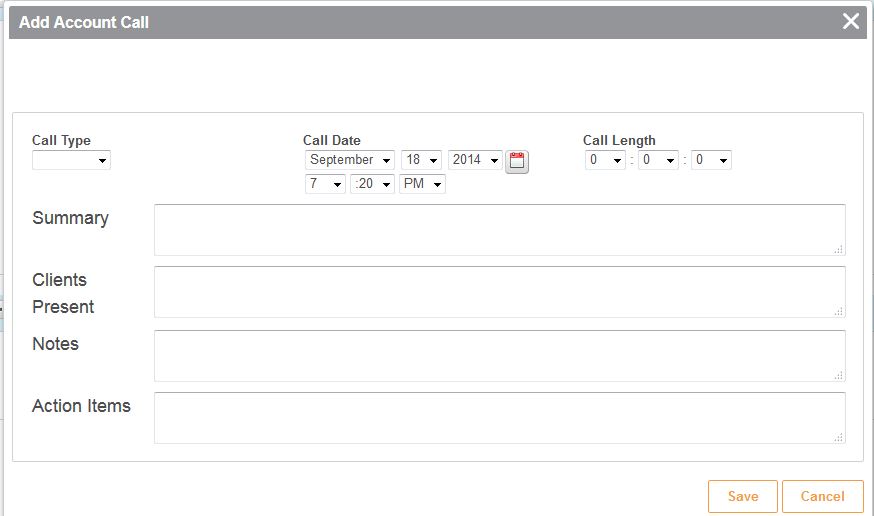 Add Account Call
Call Type Call Date Call Length
September 18 2014 0 : 0 : 0
7 :20 PM
Summary
Clients
Present
Notes
Action Items
Save Cancel